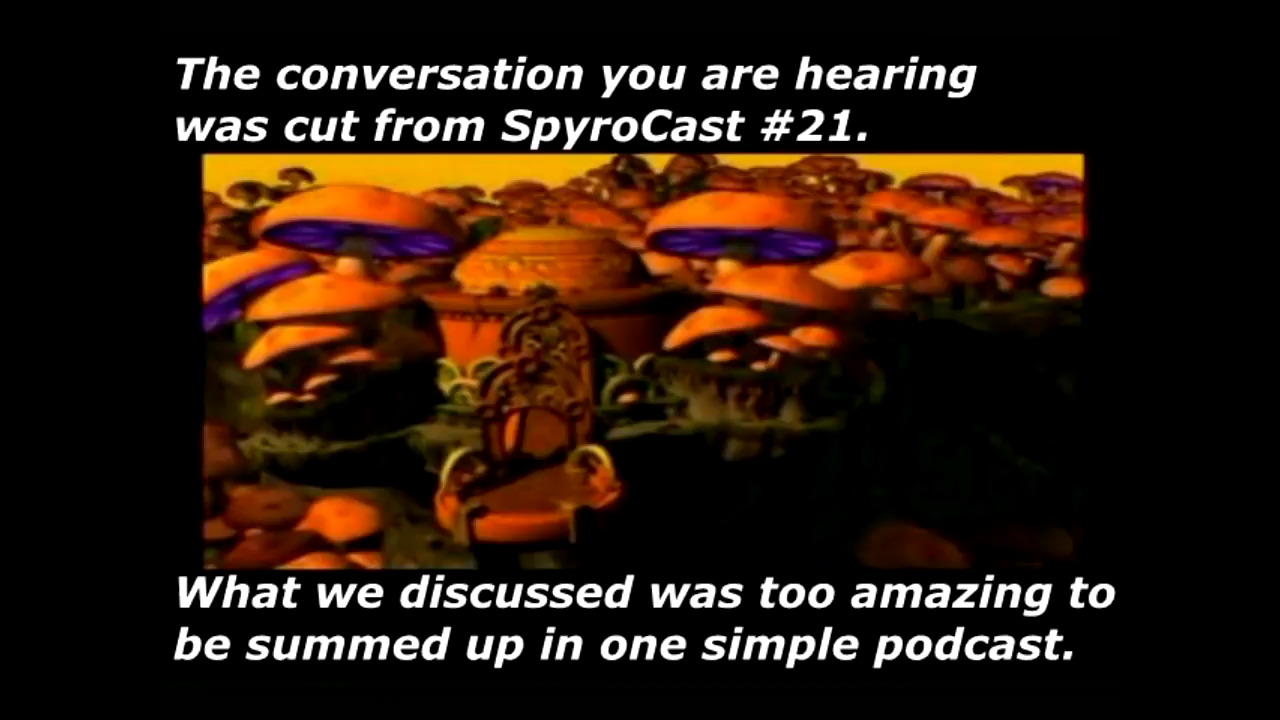 The conversation you are hearing
was cut from SpyroCast #21.
What we discussed was too amazing to
be summed up in one simple podcast.